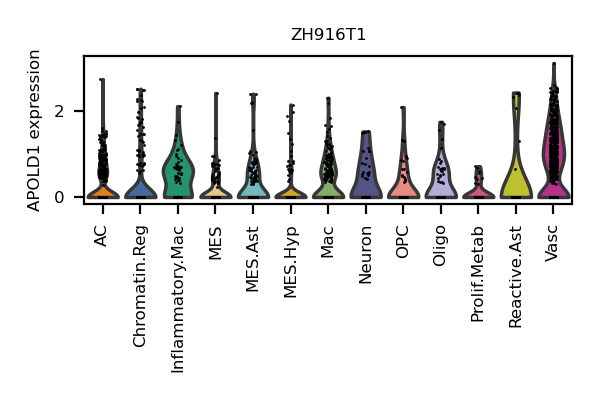 ZH916T1
APOLD1 expression
2
0
AC
Chromatin.Reg
Inflammatory.Mac
MES
MES.Ast
MES.Hyp
Mac
Neuron
OPC
Oligo
Prolif.Metab
Reactive.Ast
Vasc